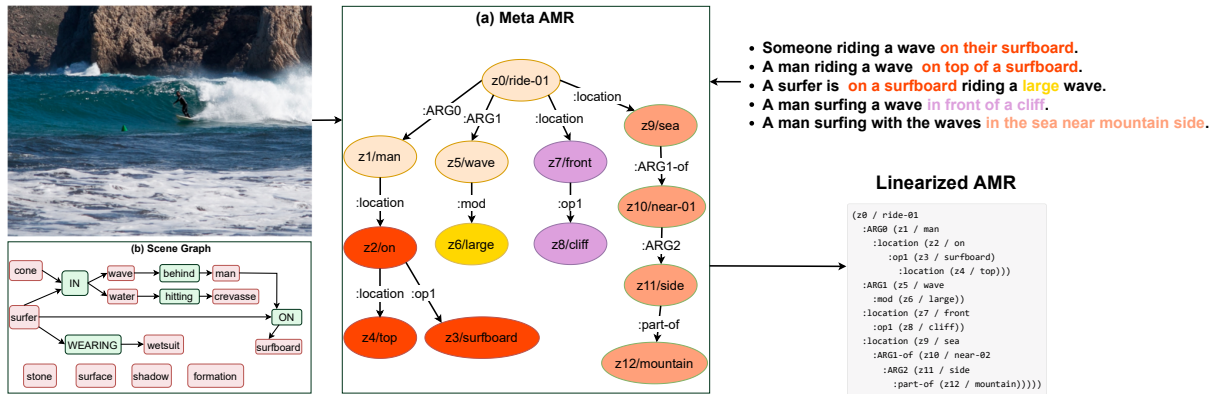 (a) Meta AMR
z0/ride-01
:ARG0
:ARG1
:location
:location
z1/man
z5/wave
z7/front
z9/sea
:location
:mod
:op1
:ARG1-of
z2/on
z6/large
z8/cliff
z10/near-01
:location
:op1
:ARG2
z4/top
z3/surfboard
z11/side
:part-of
z12/mountain
(b) Scene Graph
cone
IN
wave
behind
man
water
hitting
crevasse
surfer
ON
WEARING
wetsuit
surfboard
stone
surface
shadow
formation
• Someone riding a wave on their surfboard.
• A man riding a wave on top of a surfboard.
• A surfer is on a surfboard riding a large wave.
• A man surfing a wave in front of a cliff.
• A man surfing with the waves in the sea near mountain side.
Linearized AMR
(z0 / ride-01
:ARG0 (z1 / man
:location (z2 / on
:op1 (z3 / surfboard)
:location (z4 / top)))
:ARG1 (z5 / wave
:mod (z6 / large))
:location (z7 / front
:op1 (z8 / cliff))
:location (z9 / sea
:ARG1-of (z10 / near-02
:ARG2 (z11 / side
:part-of (z12 / mountain)))))